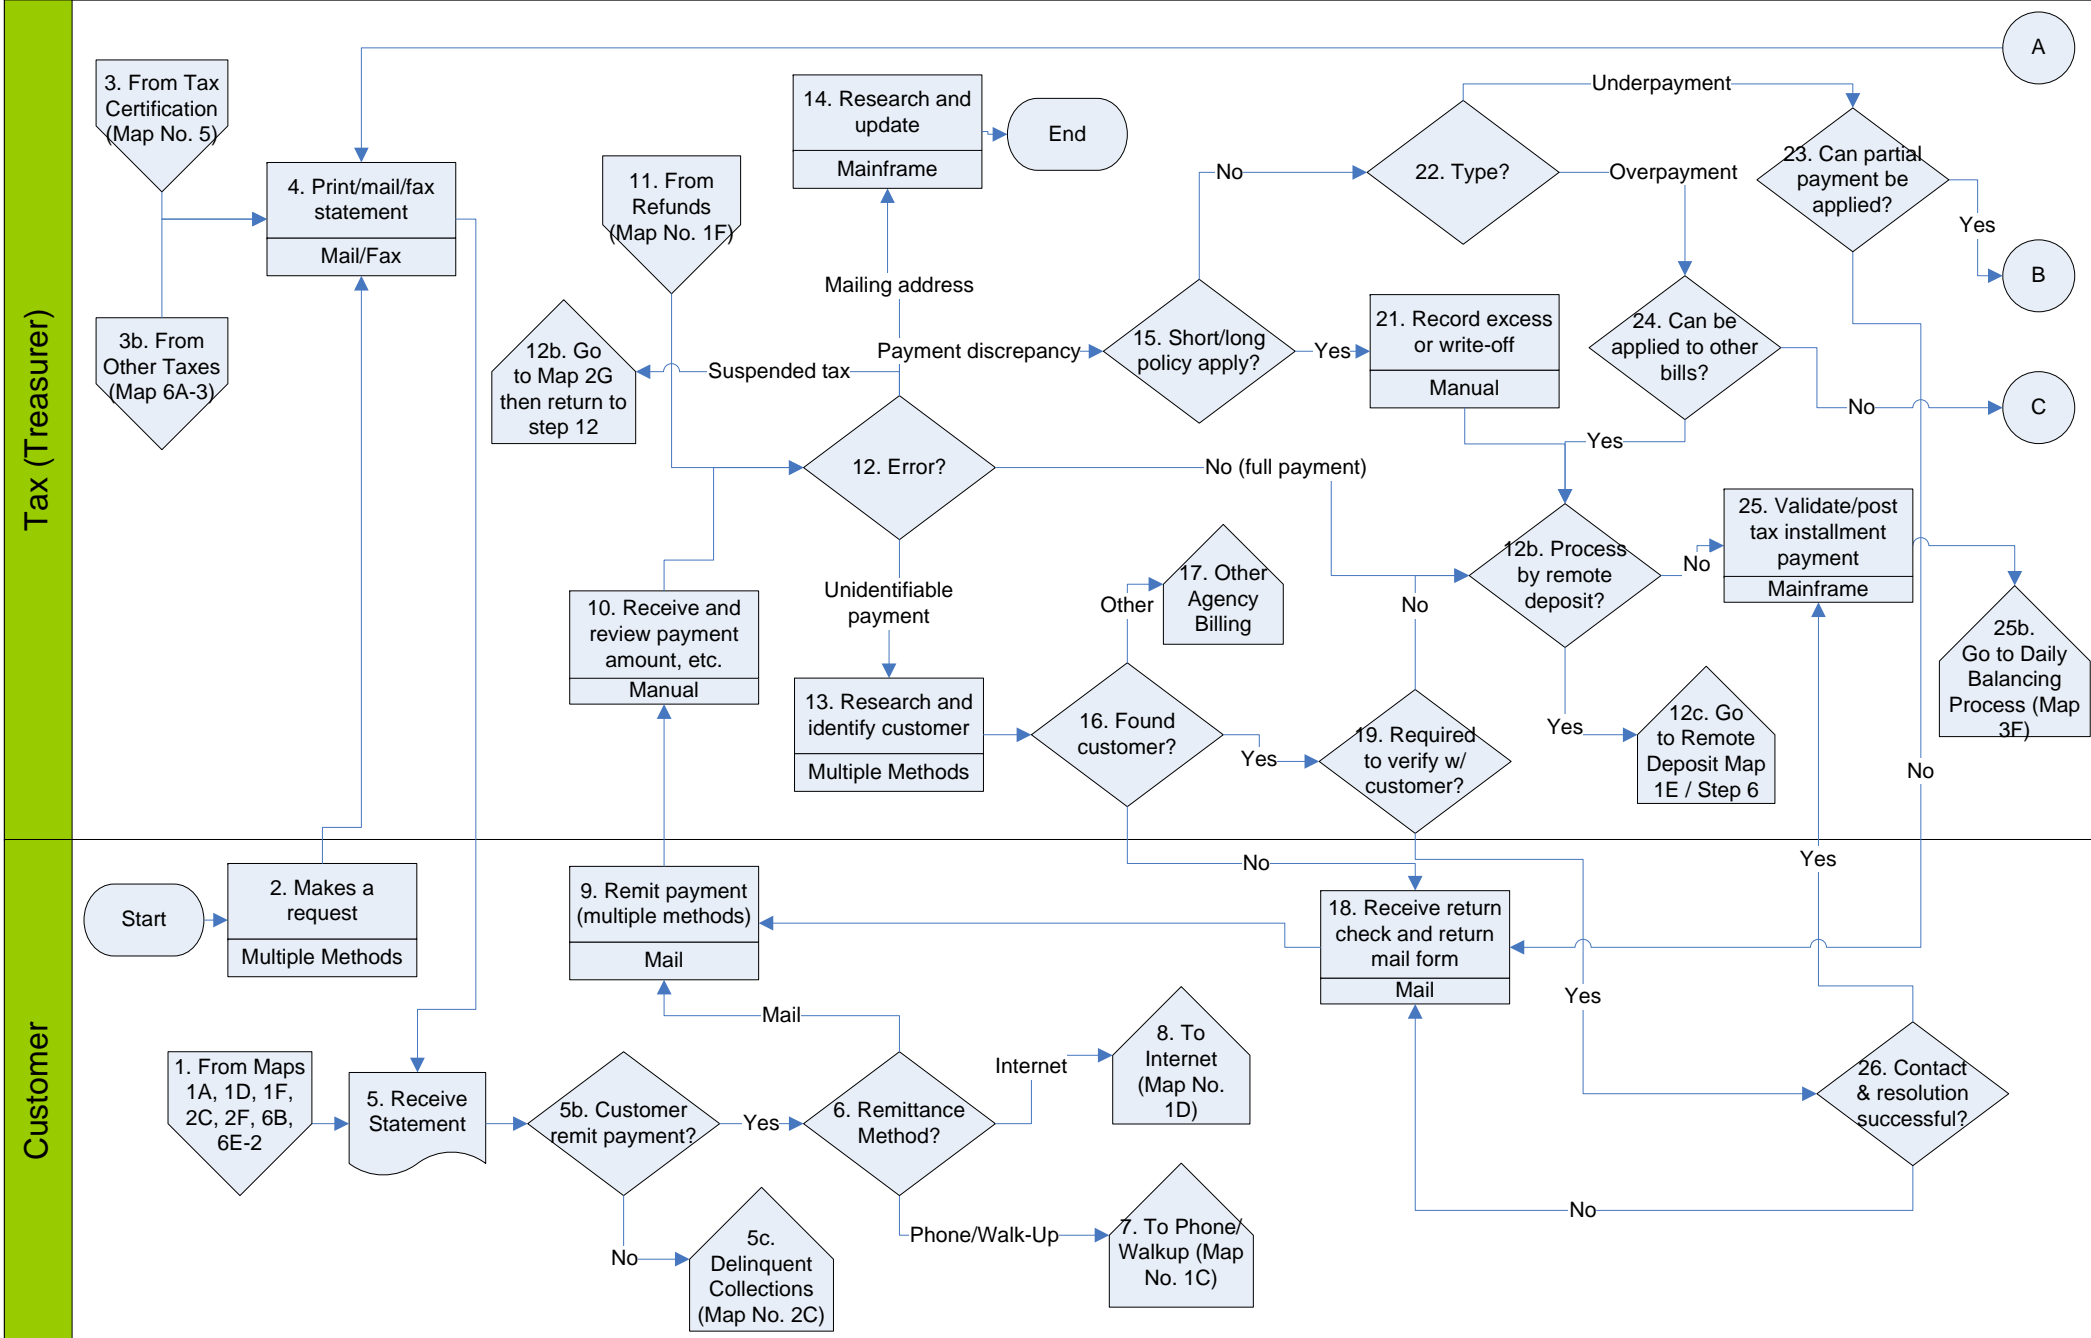 Tax (Treasurer)
3. From Tax
Certification
(Map No. 5)
4. Print/mail/fax
statement
Mail/Fax
3b. From
Other Taxes
(Map 6A-3)
11. From
Refunds
(Map No. 1F)
14. Research and
update
Mainframe
End
Mailing address
12b. Go
to Map 2G
then return to
step 12
Suspended tax
Payment discrepancy
12. Error?
No (full payment)
Unidentifiable
payment
10. Receive and
review payment
amount, etc.
Manual
13. Research and
identify customer
Multiple Methods
15. Short/long
policy apply?
No
Yes
22. Type?
Underpayment
Overpayment
21. Record excess
or write-off
Manual
23. Can partial
payment be
applied?
Yes
No
24. Can be
applied to other
bills?
No
Yes
A
B
C
12b. Process
by remote
deposit?
No
Yes
25. Validate/post
tax installment
payment
Mainframe
25b.
Go to Daily
Balancing
Process (Map
3F)
12c. Go
to Remote
Deposit Map
1E / Step 6
16. Found
customer?
Other
17. Other
Agency
Billing
Yes
No
19. Required
to verify w/
customer?
No
Yes
Customer
Start
2. Makes a
request
Multiple Methods
1. From Maps
1A, 1D, 1F,
2C, 2F, 6B,
6E-2
5. Receive
Statement
5b. Customer
remit payment?
Yes
No
5c.
Delinquent
Collections
(Map No. 2C)
6. Remittance
Method?
Mail
Internet
Phone/Walk-Up
9. Remit payment
(multiple methods)
Mail
8. To
Internet
(Map No.
1D)
7. To Phone/
Walkup (Map
No. 1C)
18. Receive return
check and return
mail form
Mail
26. Contact
& resolution
successful?
Yes
No